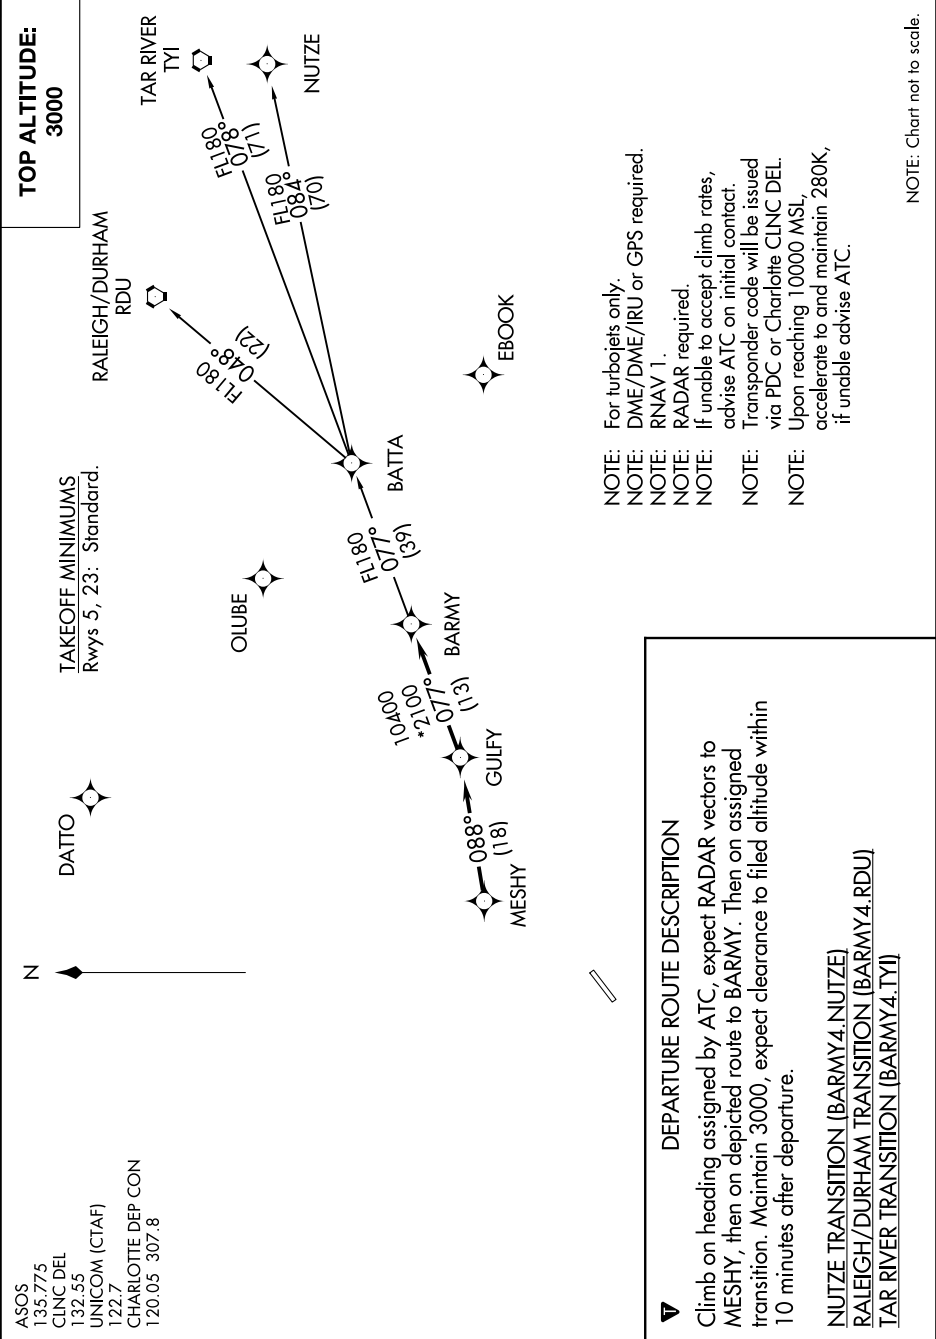 TOP ALTITUDE:
3000
ASOS
135.775
CLNC DEL
132.55
UNICOM (CTAF)
122.7
CHARLOTTE DEP CON
120.05 307.8
N
TAKEOFF MINIMUMS
Rwys 5, 23: Standard.
DATTO
OLUBE
RALEIGH/DURHAM
RDU
TAR RIVER
TYI
NUTZE
FL180
048°
(22)
FL180
078°
(71)
FL180
084°
(70)
MESHY
088°
(18)
GULFY
10400
*2100
077°
(13)
BARMY
FL180
077°
(39)
BATTA
EBOOK
NOTE: For turbojets only.
NOTE: DME/DME/IRU or GPS required.
NOTE: RNAV 1.
NOTE: RADAR required.
NOTE: If unable to accept climb rates,
advise ATC on initial contact.
NOTE: Transponder code will be issued
via PDC or Charlotte CLNC DEL.
NOTE: Upon reaching 10000 MSL,
accelerate to and maintain 280K,
if unable advise ATC.
NOTE: Chart not to scale.
T
DEPARTURE ROUTE DESCRIPTION
Climb on heading assigned by ATC, expect RADAR vectors to
MESHY, then on depicted route to BARMY. Then on assigned
transition. Maintain 3000, expect clearance to filed altitude within
10 minutes after departure.
NUTZE TRANSITION (BARMY4.NUTZE)
RALEIGH/DURHAM TRANSITION (BARMY4.RDU)
TAR RIVER TRANSITION (BARMY4.TYI)